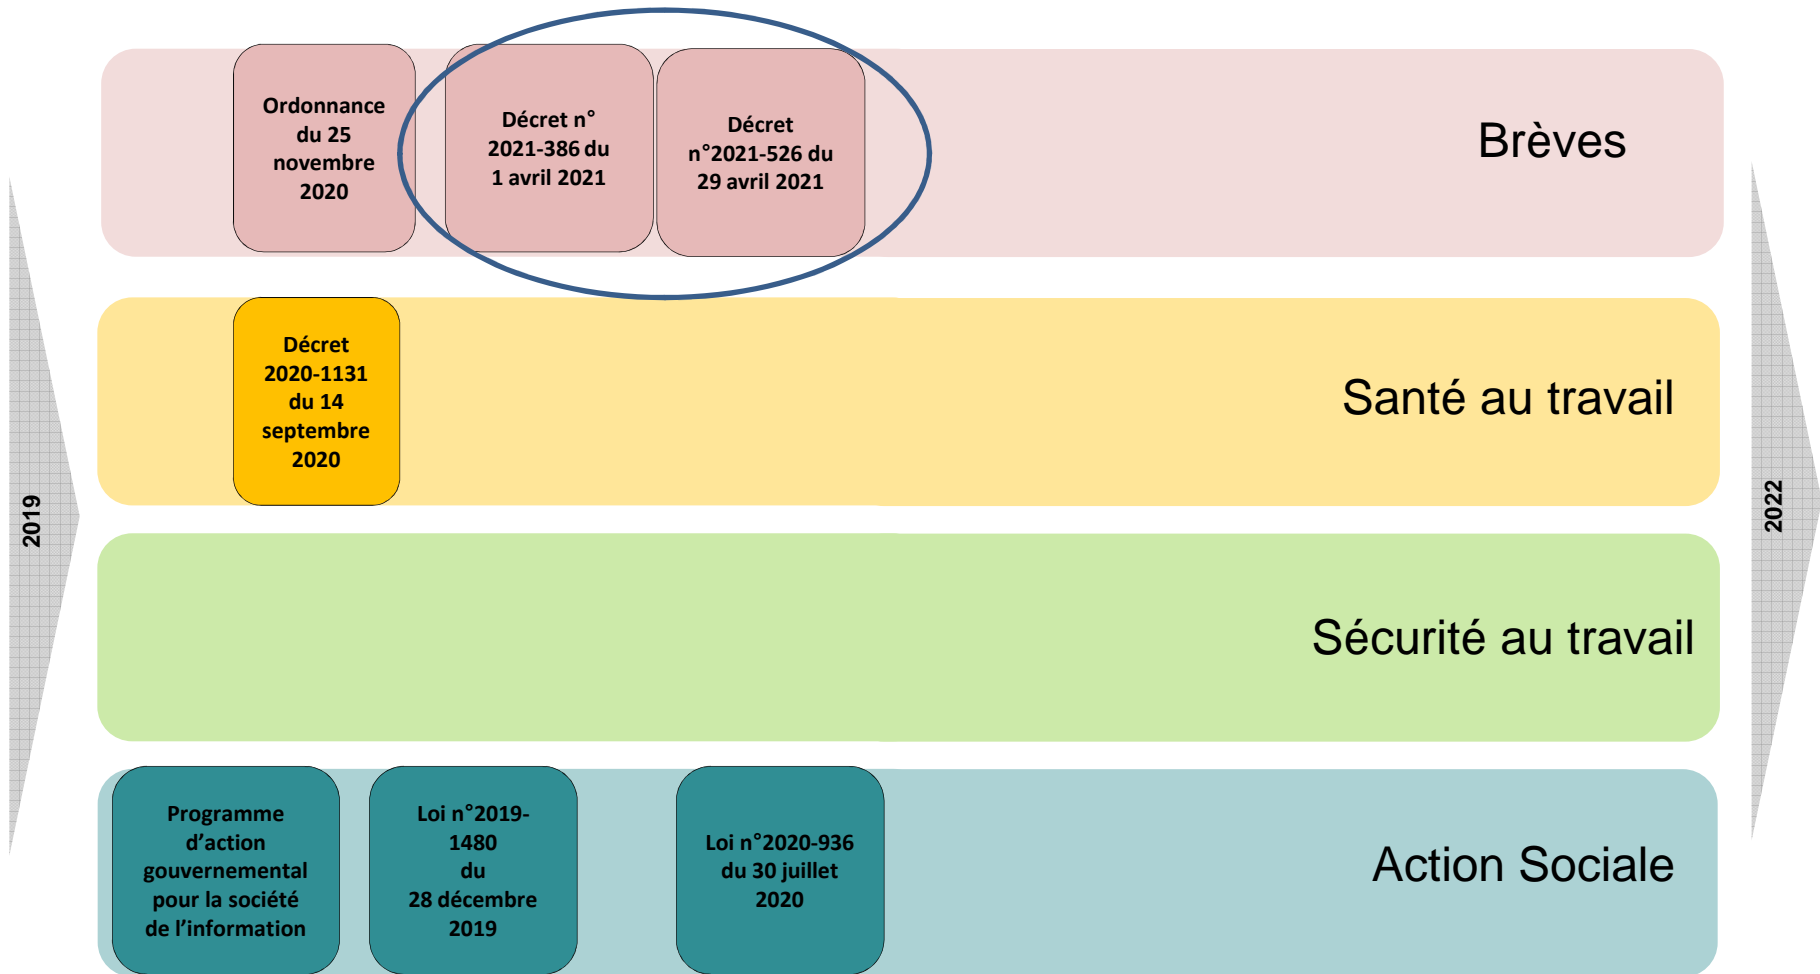 Ordonnance
du 25
novembre
2020
Décret n°
2021-386 du
1 avril 2021
Décret
n°2021-526 du
29 avril 2021
Brèves
Décret
2020-1131
du 14
septembre
2020
Santé au travail
2019
2022
Sécurité au travail
Programme
d’action
gouvernemental
pour la société
de l’information
Loi n°2019-
1480
du
28 décembre
2019
Loi n°2020-936
du 30 juillet
2020
Action Sociale